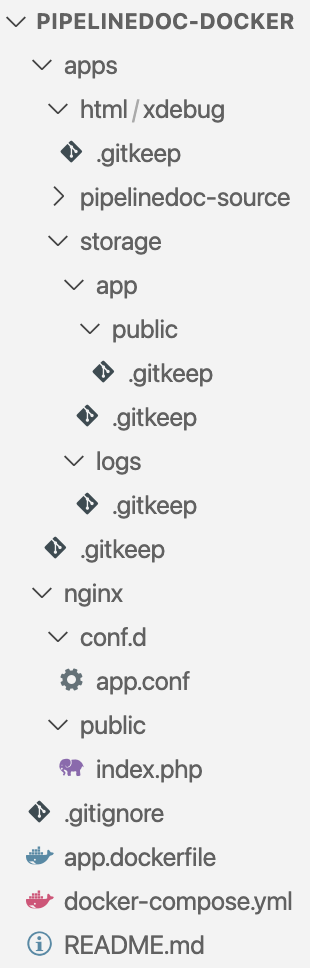 PIPELINEDOC-DOCKER
apps
html/xdebug
.gitkeep
pipelinedoc-source
storage
app
public
.gitkeep
.gitkeep
logs
.gitkeep
.gitkeep
nginx
conf.d
app.conf
public
index.php
.gitignore
app.dockerfile
docker-compose.yml
README.md